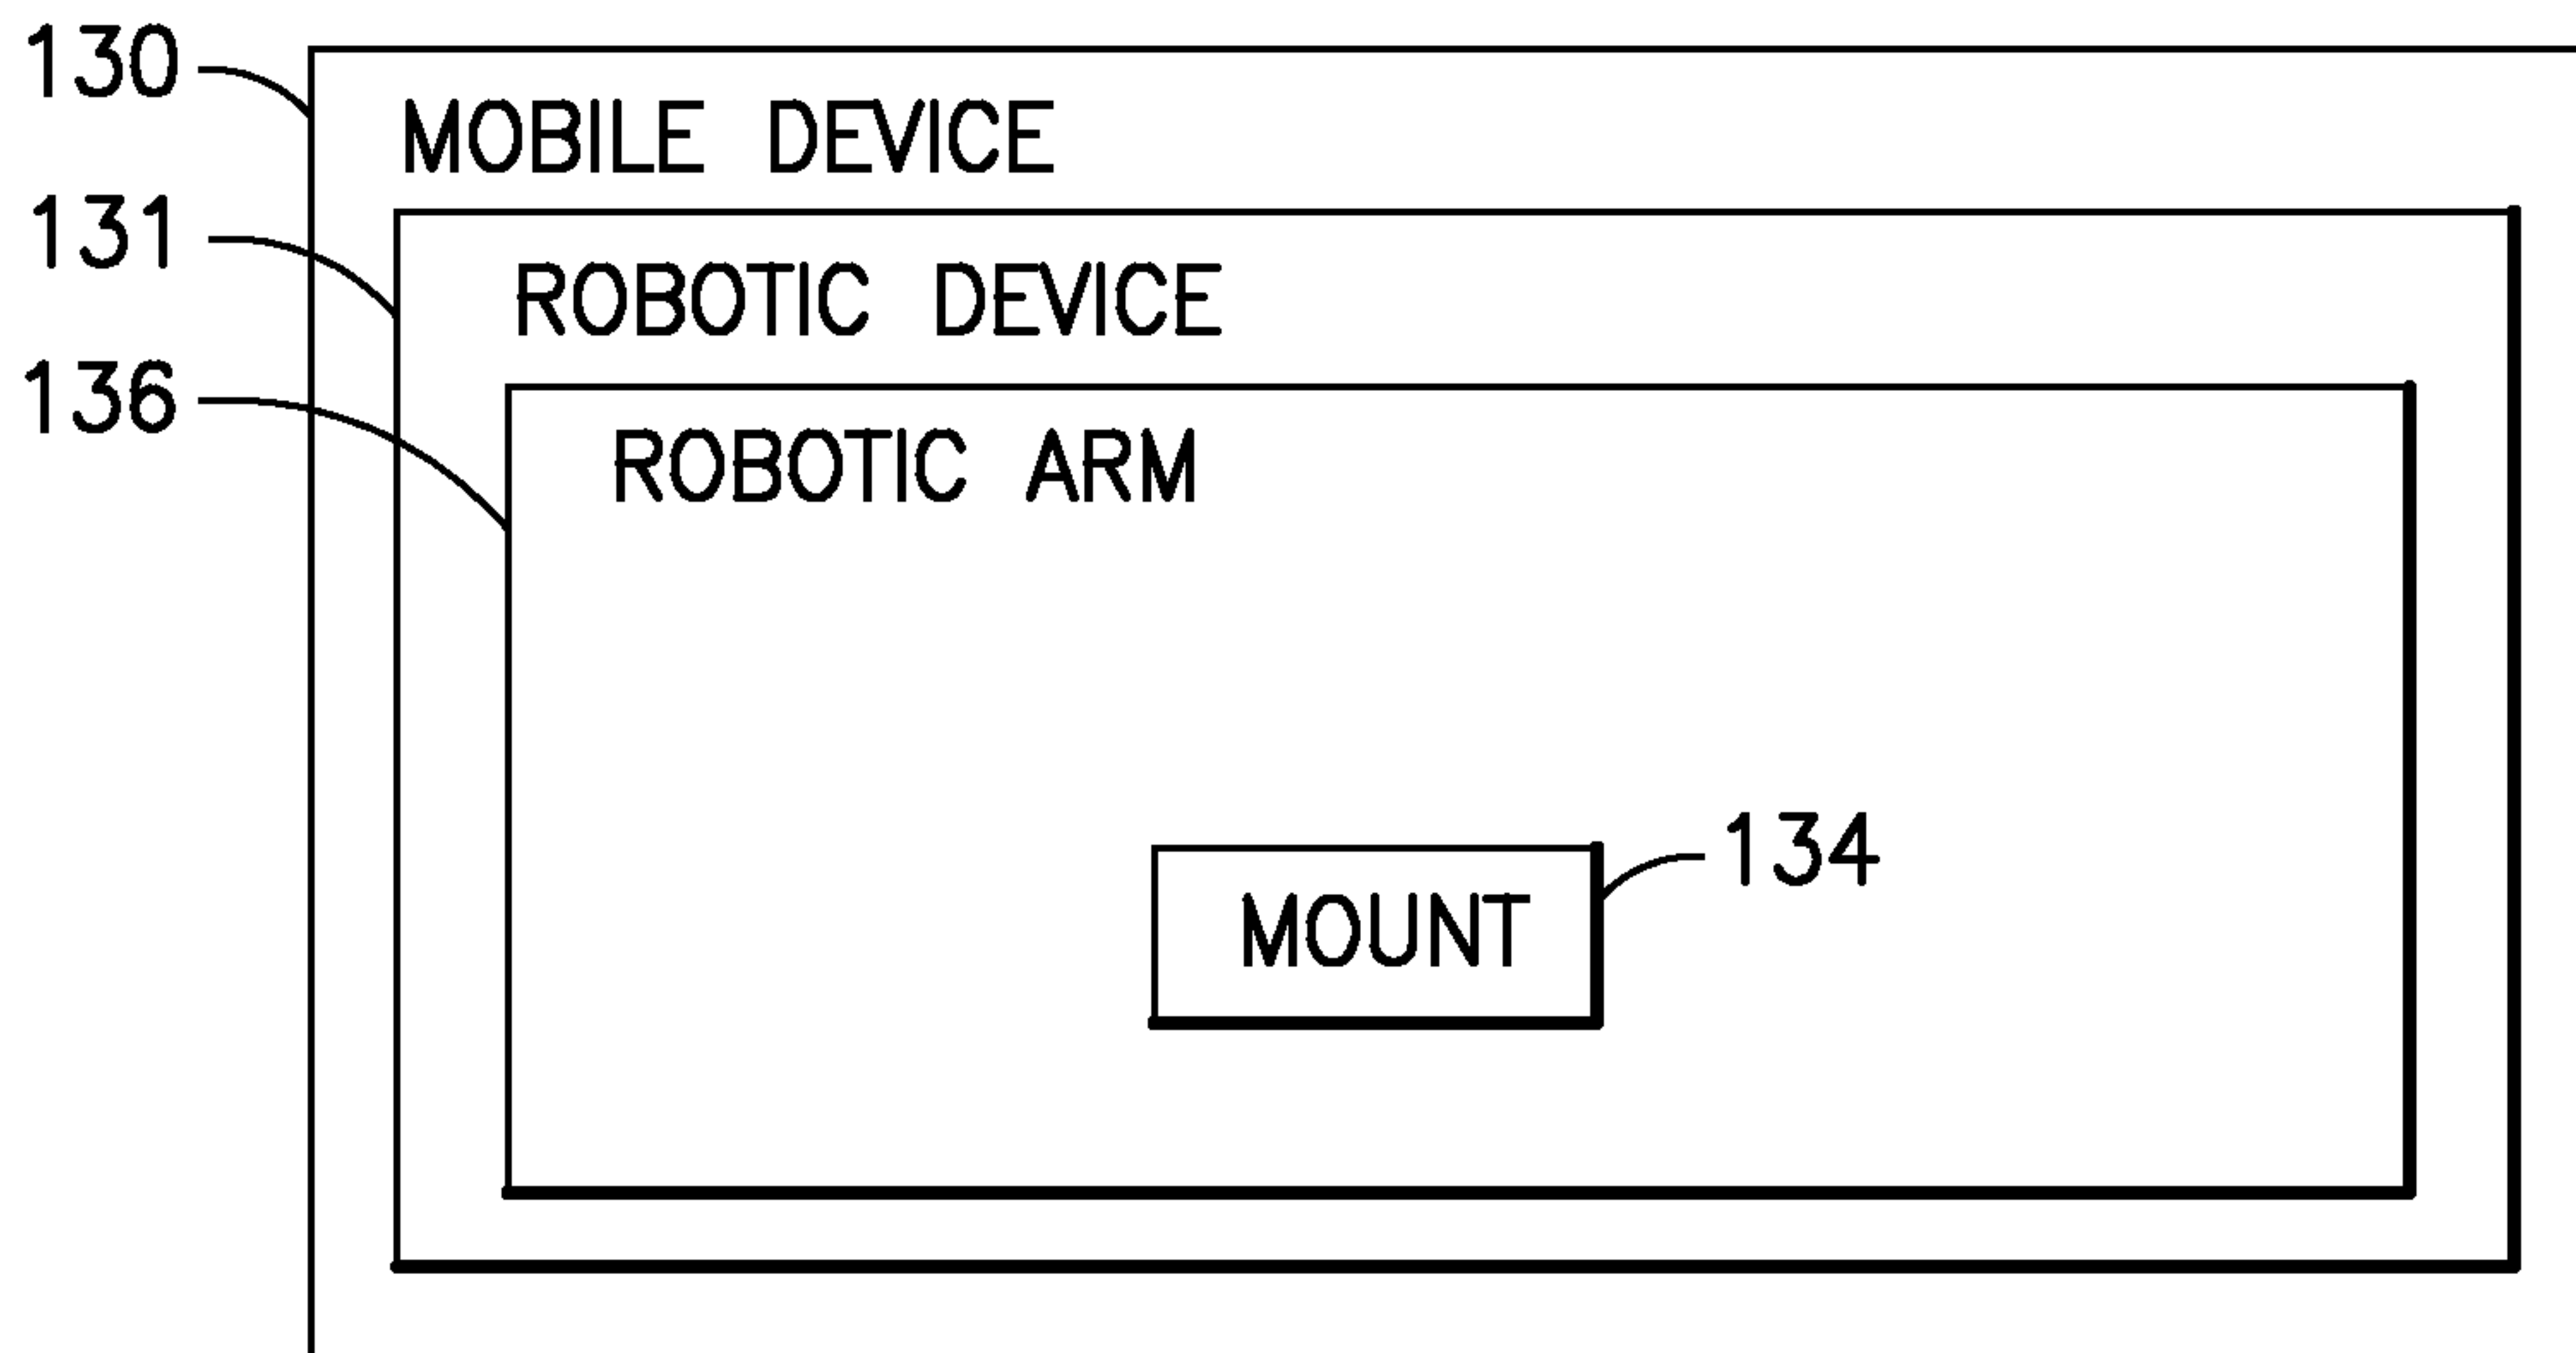 130
MOBILE DEVICE
131
ROBOTIC DEVICE
136
ROBOTIC ARM
134
MOUNT